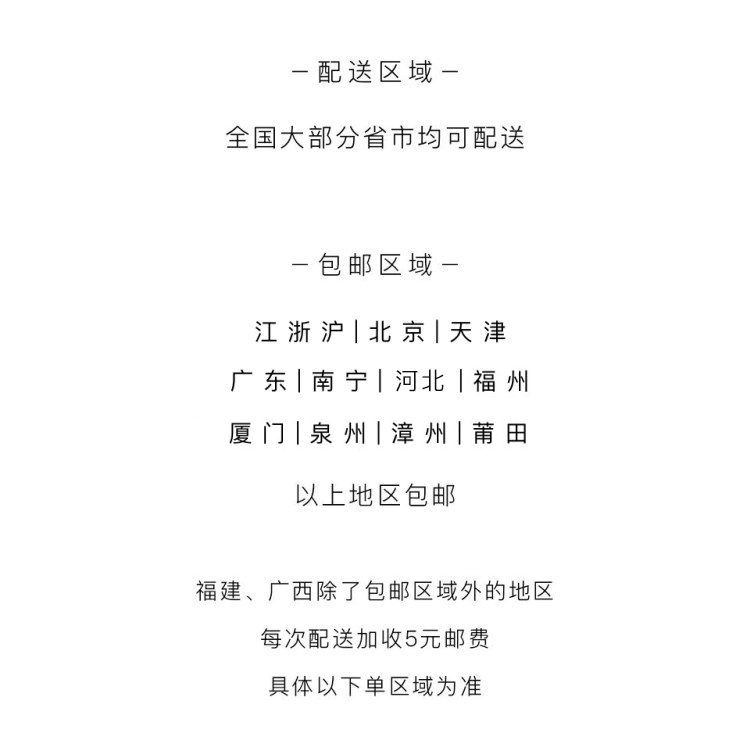 －配送区域－
全国大部分省市均可配送
－包邮区域－
江浙沪|北京|天津
广东|南宁|河北|福州
厦门|泉州|漳州|莆田
以上地区包邮
福建、广西除了包邮区域外的地区
每次配送加收5元邮费
具体以下单区域为准